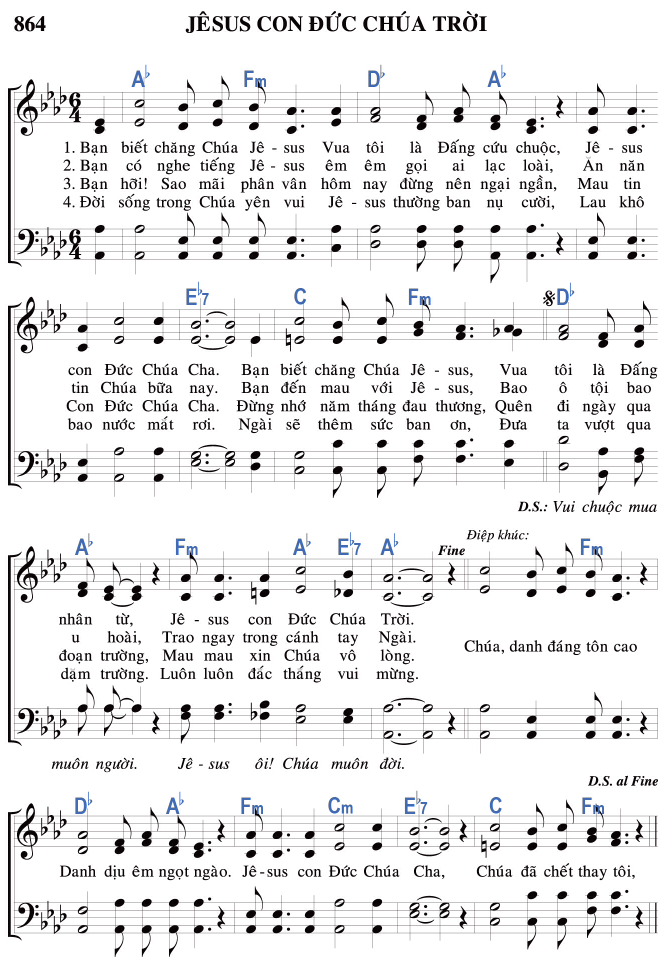 864 JÊSUS CON ĐỨC CHÚA TRỜI
A♭ Fm D♭ A♭
6 4
1. Bạn biết chăng Chúa Jê - sus Vua tôi là Đấng cứu chuộc, Jê - sus
2. Bạn có nghe tiếng Jê - sus êm êm gọi ai lạc loài, Ăn năn
3. Bạn hỡi! Sao mãi phân vân hôm nay đừng nên ngại ngần, Mau tin
4. Đời sống trong Chúa yên vui Jê - sus thường ban nụ cười, Lau khô
6 4
E♭7 C Fm D♭
con Đức Chúa Cha. Bạn biết chăng Chúa Jê - sus, Vua tôi là Đấng
tin Chúa bữa nay. Bạn đến mau với Jê - sus, Bao ô tội bao
Con Đức Chúa Cha. Đừng nhớ năm tháng đau thương, Quên đi ngày qua
bao nước mắt rơi. Ngài sẽ thêm sức ban ơn, Đưa ta vượt qua
D.S.: Vui chuộc mua
Điệp khúc:
A♭ Fm A♭ E♭7 A♭ Fine Fm
nhân từ, Jê - sus con Đức Chúa Trời.
u hoài, Trao ngay trong cánh tay Ngài.
Chúa, danh đáng tôn cao
đoạn trường, Mau mau xin Chúa vô lòng.
dặm trường. Luôn luôn đắc thắng vui mừng.
muôn người. Jê - sus ôi! Chúa muôn đời.
D.S. al Fine
D♭ A♭ Fm Cm E♭7 C Fm
Danh dịu êm ngọt ngào. Jê-sus con Đức Chúa Cha, Chúa đã chết thay tôi,